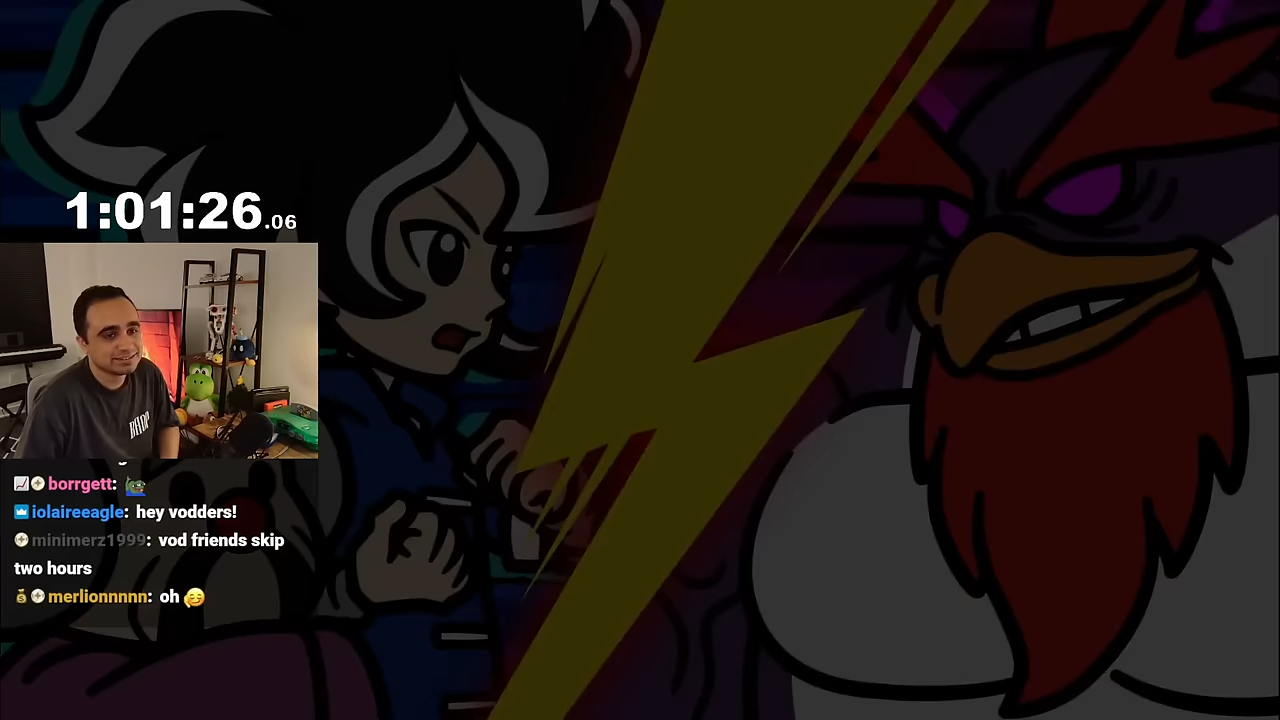 1:01:26.06
borrgett:
iolaireeagle: hey vodders!
minimerz1999: vod friends skip
two hours
merlionnnnn: oh